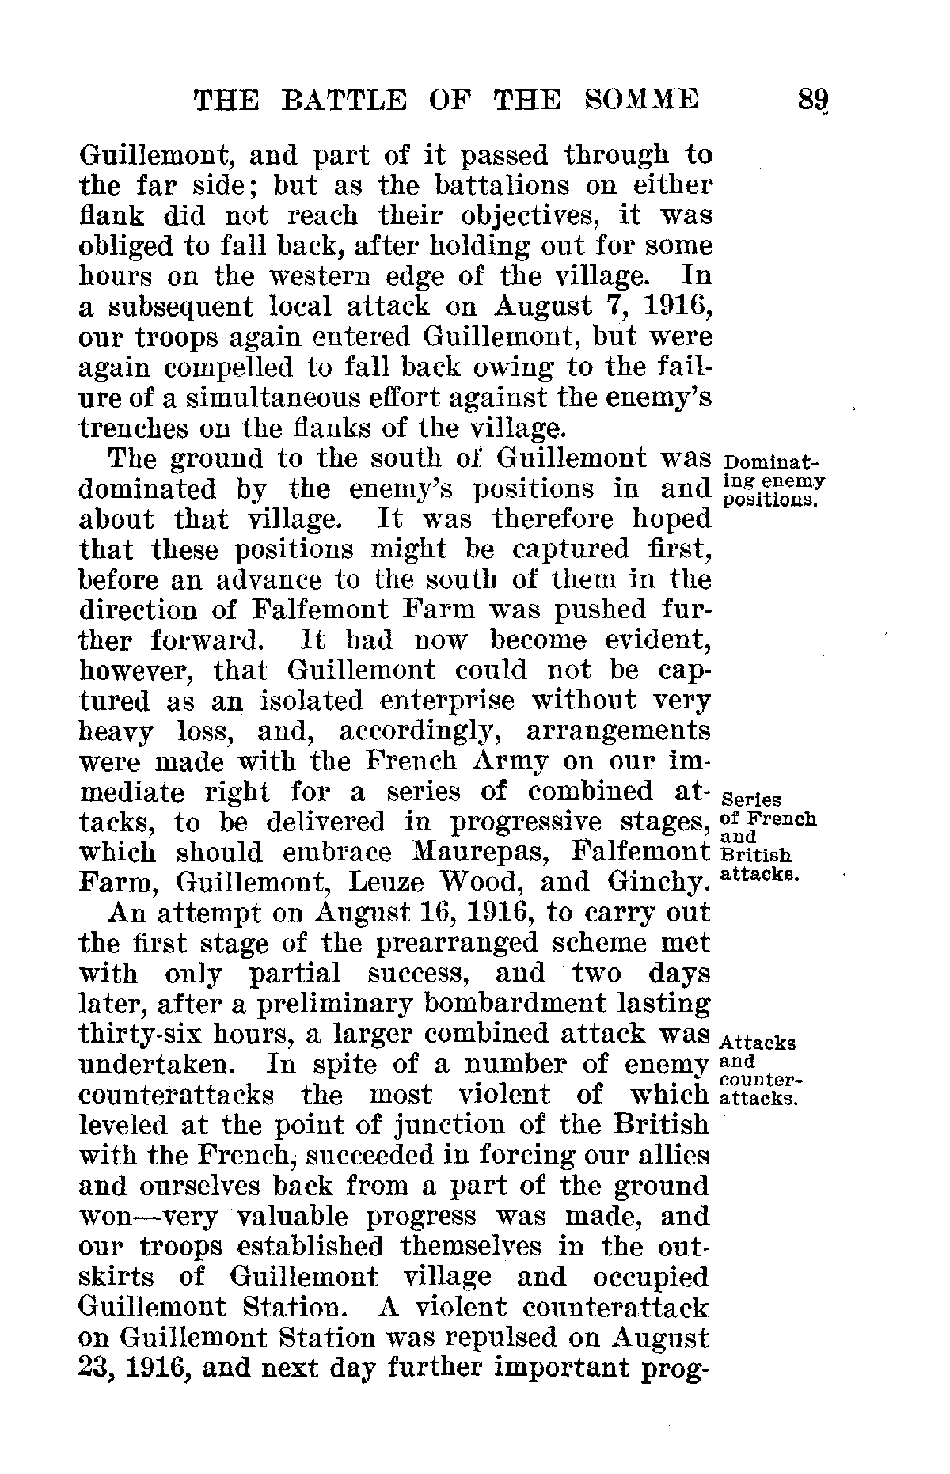 THE BATTLE OF THE SOMME 89
Guillemont, and part of it passed through to
the far side; but as the battalions on either
flank did not reach their objectives, it was
obliged to fall back, after holding out for some
hours on the western edge of the village. In
a subsequent local attack on August 7, 1916,
our troops again entered Guillemont, but were
again compelled to fall back owing to the fail-
ure of a simultaneous effort against the enemy's
trenches on the flanks of the village.
The ground to the south of Guillemont was
dominated by the enemy's positions in and
about that village. It was therefore hoped
that these positions might be captured first,
before an advance to the south of them in the
direction of Falfemont Farm was pushed fur-
ther forward. It had now become evident,
however, that Guillemont could not be cap-
tured as an isolated enterprise without very
heavy loss, and, accordingly, arrangements
were made with the French Army on our im-
mediate right for a series of combined at-
tacks, to be delivered in progressive stages,
which should embrace Maurepas, Falfemont
Farm, Guillemont, Leuze Wood, and Ginchy.
An attempt on August 16, 1916, to carry out
the first stage of the prearranged scheme met
with only partial success, and two days
later, after a preliminary bombardment lasting
thirty-six hours, a larger combined attack was
undertaken. In spite of a number of enemy
counterattacks the most violent of which
leveled at the point of junction of the British
with the French, succeeded in forcing our allies
and ourselves back from a part of the ground
won—very valuable progress was made, and
our troops established themselves in the out-
skirts of Guillemont village and occupied
Guillemont Station. A violent counterattack
on Guillemont Station was repulsed on August
23, 1916, and next day further important prog-
Dominat-
ing enemy
positions.
Series
of French
and
British
attacks.
Attacks
and
counter-
attacks.